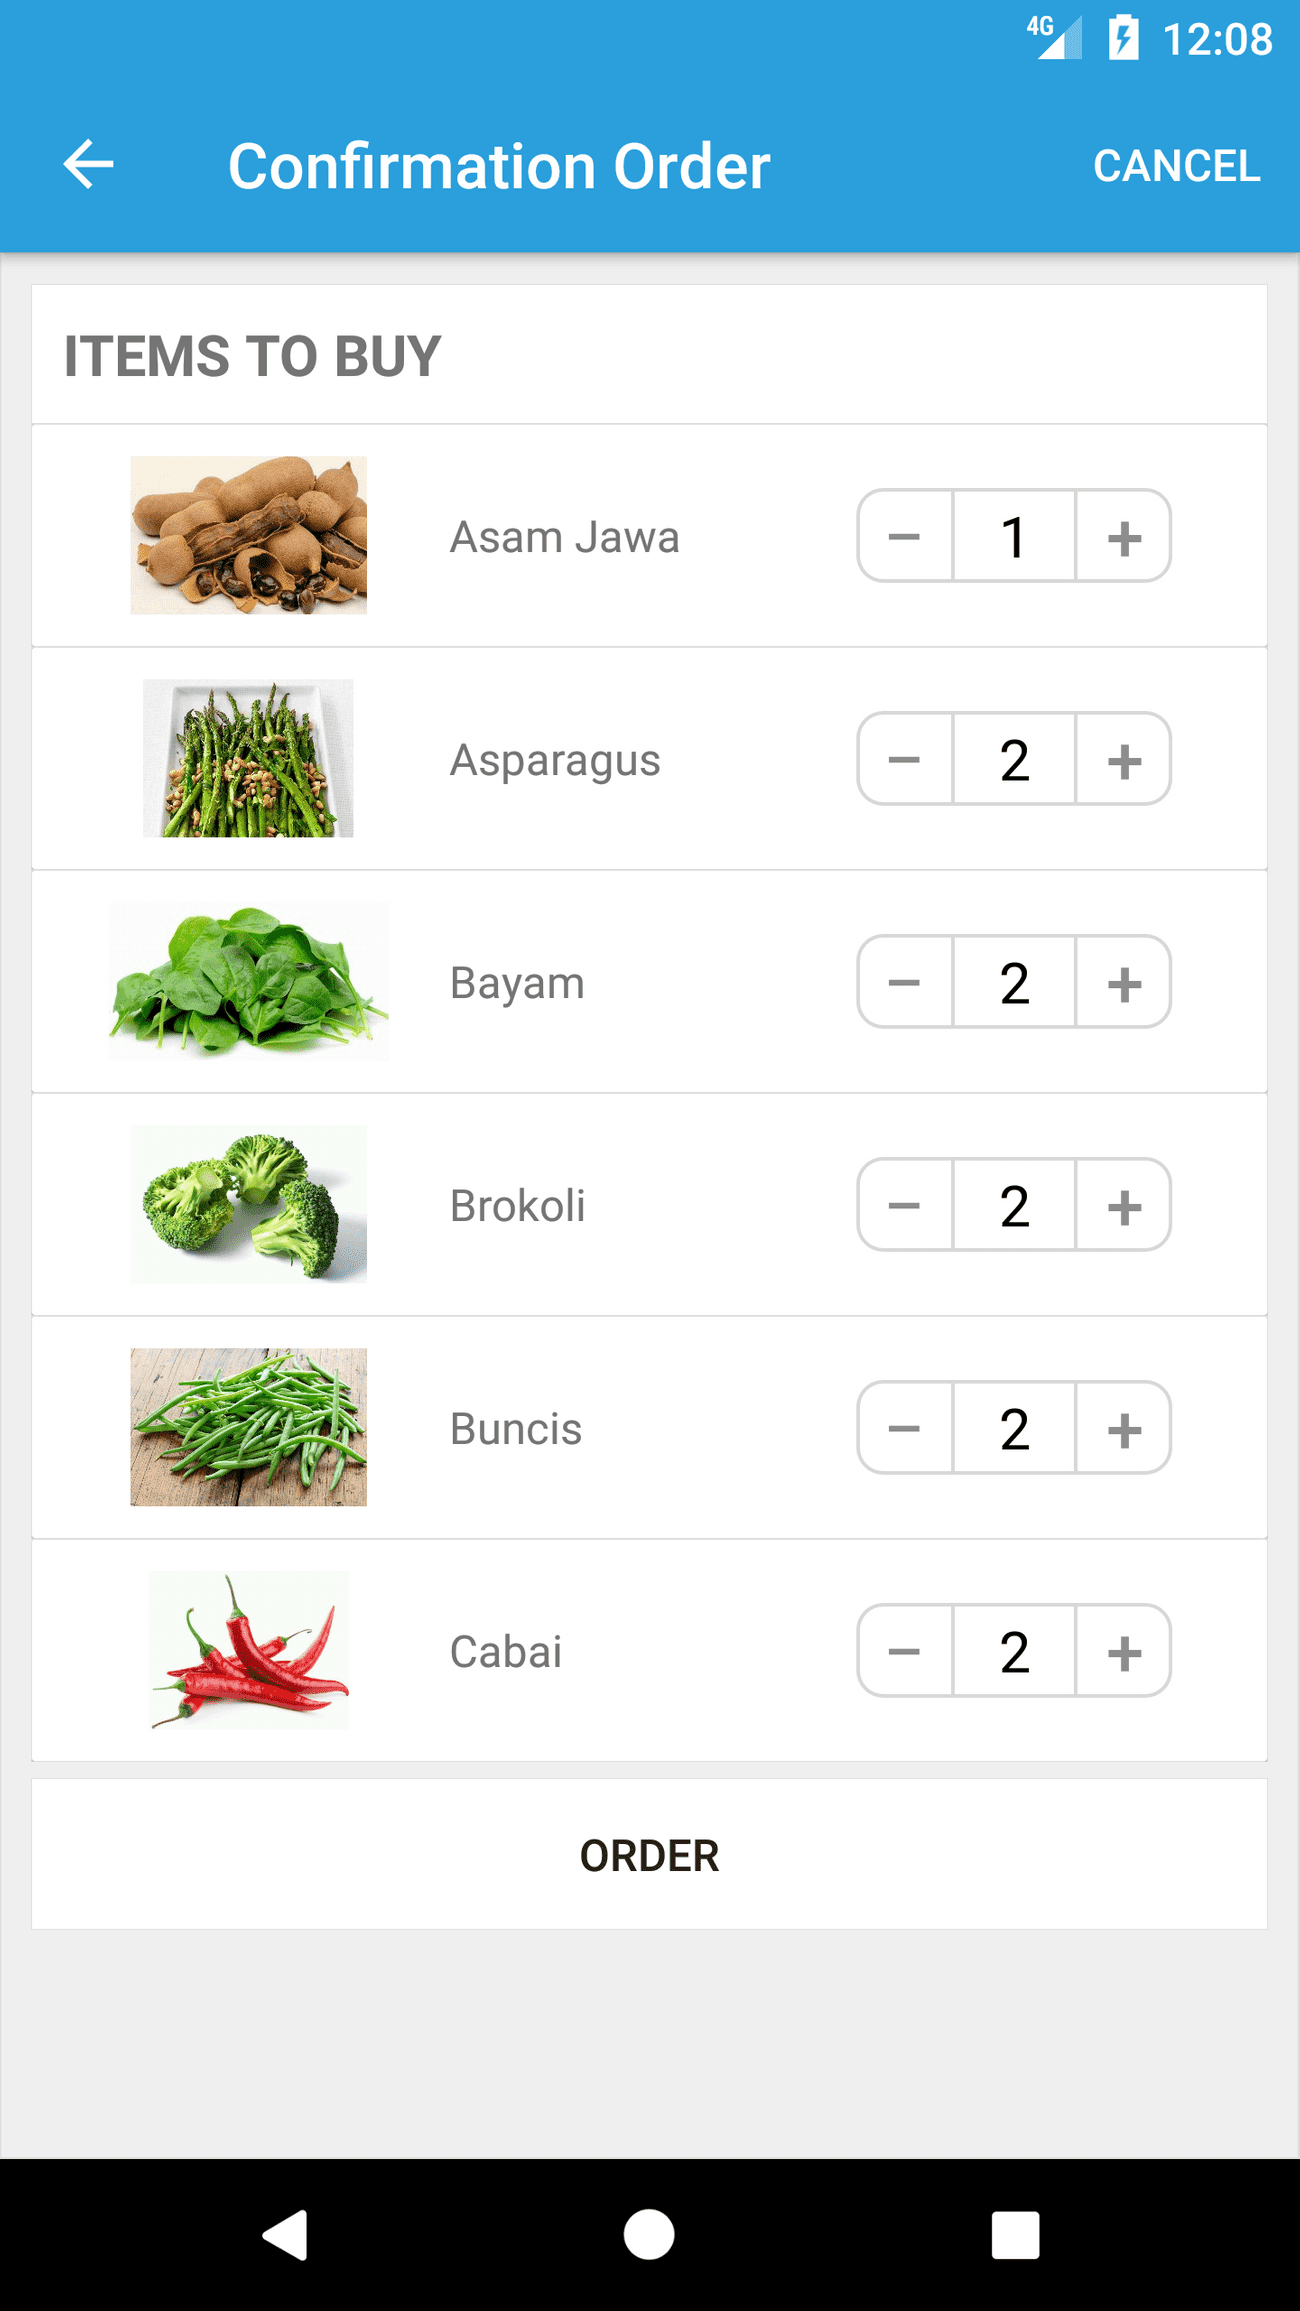 4G 12:08
Confirmation Order CANCEL
ITEMS TO BUY
Asam Jawa − 1 +
Asparagus − 2 +
Bayam − 2 +
Brokoli − 2 +
Buncis − 2 +
Cabai − 2 +
ORDER